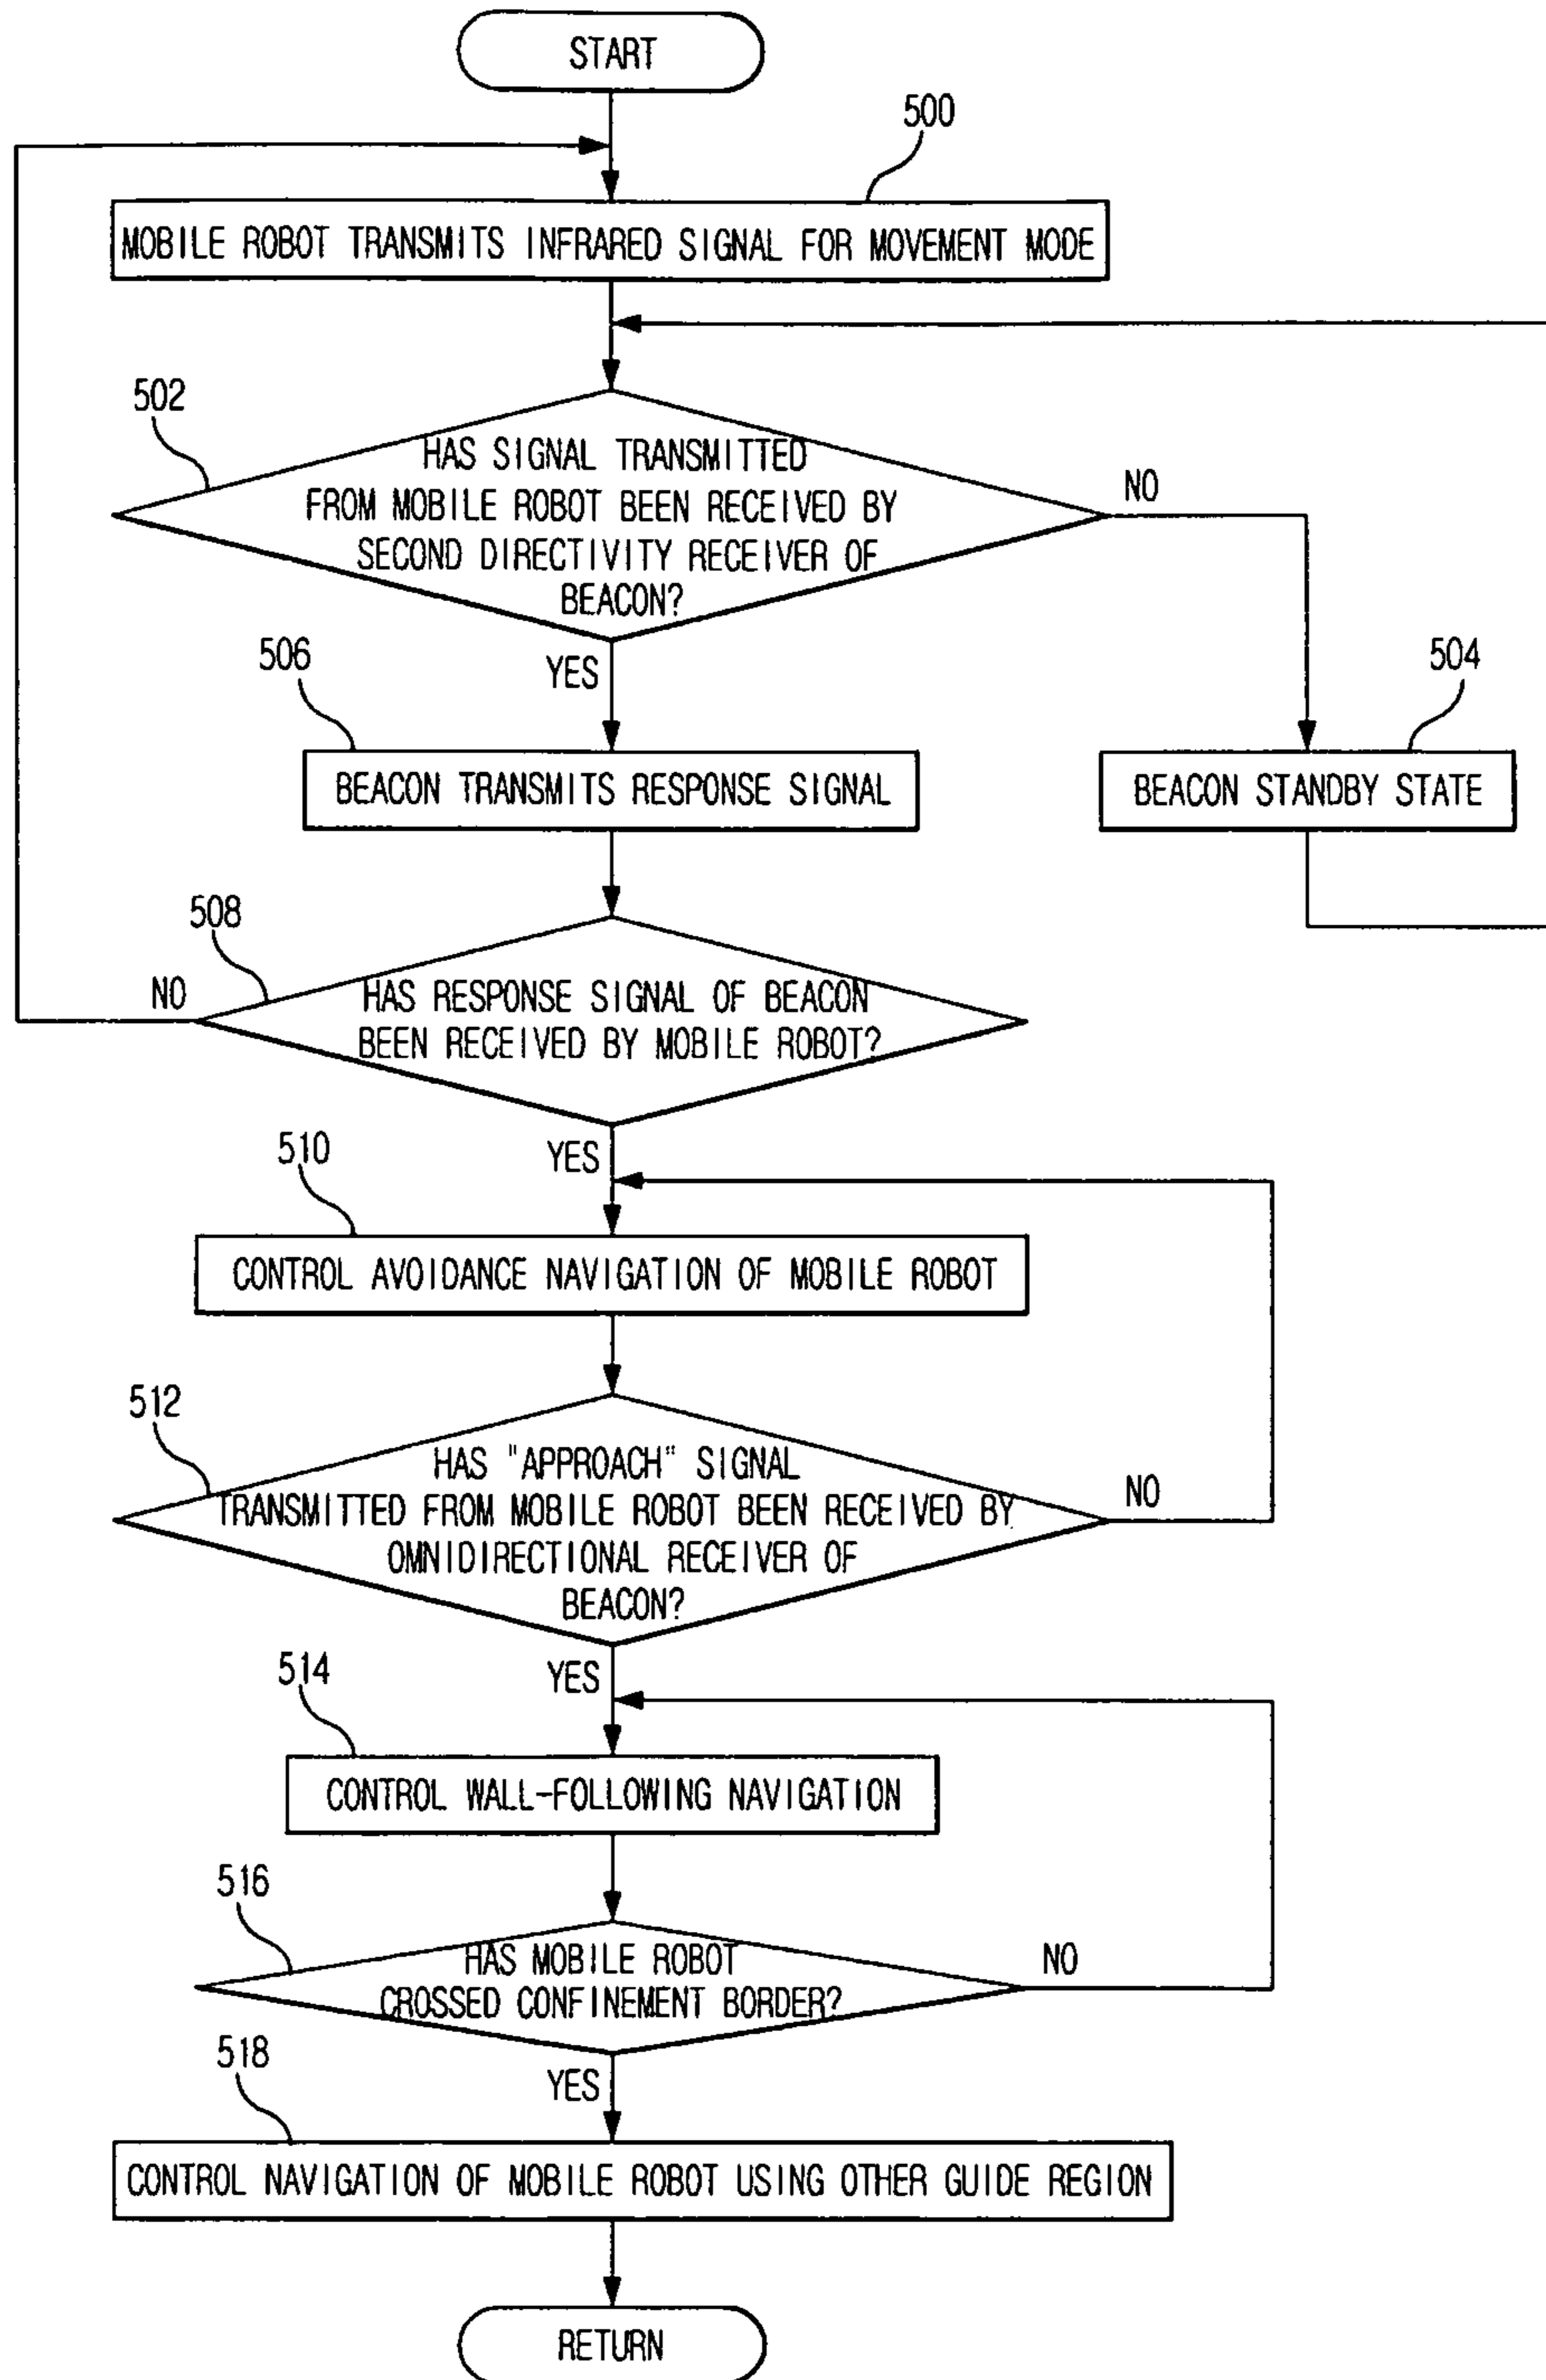 START
500
MOBILE ROBOT TRANSMITS INFRARED SIGNAL FOR MOVEMENT MODE
502
HAS SIGNAL TRANSMITTED
FROM MOBILE ROBOT BEEN RECEIVED BY
SECOND DIRECTIVITY RECEIVER OF
BEACON?
NO
YES
506
BEACON TRANSMITS RESPONSE SIGNAL
504
BEACON STANDBY STATE
508
HAS RESPONSE SIGNAL OF BEACON
BEEN RECEIVED BY MOBILE ROBOT?
NO
YES
510
CONTROL AVOIDANCE NAVIGATION OF MOBILE ROBOT
512
HAS "APPROACH" SIGNAL
TRANSMITTED FROM MOBILE ROBOT BEEN RECEIVED BY
OMNIDIRECTIONAL RECEIVER OF
BEACON?
NO
YES
514
CONTROL WALL-FOLLOWING NAVIGATION
516
HAS MOBILE ROBOT
CROSSED CONFINEMENT BORDER?
NO
YES
518
CONTROL NAVIGATION OF MOBILE ROBOT USING OTHER GUIDE REGION
RETURN